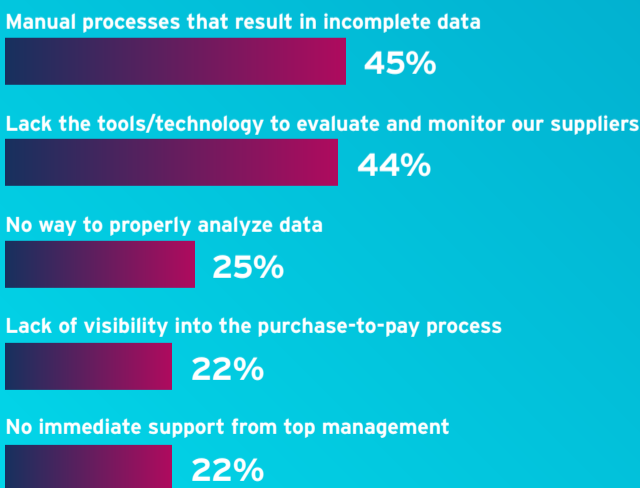 Manual processes that result in incomplete data
45%
Lack the tools/technology to evaluate and monitor our suppliers
44%
No way to properly analyze data
25%
Lack of visibility into the purchase-to-pay process
22%
No immediate support from top management
22%